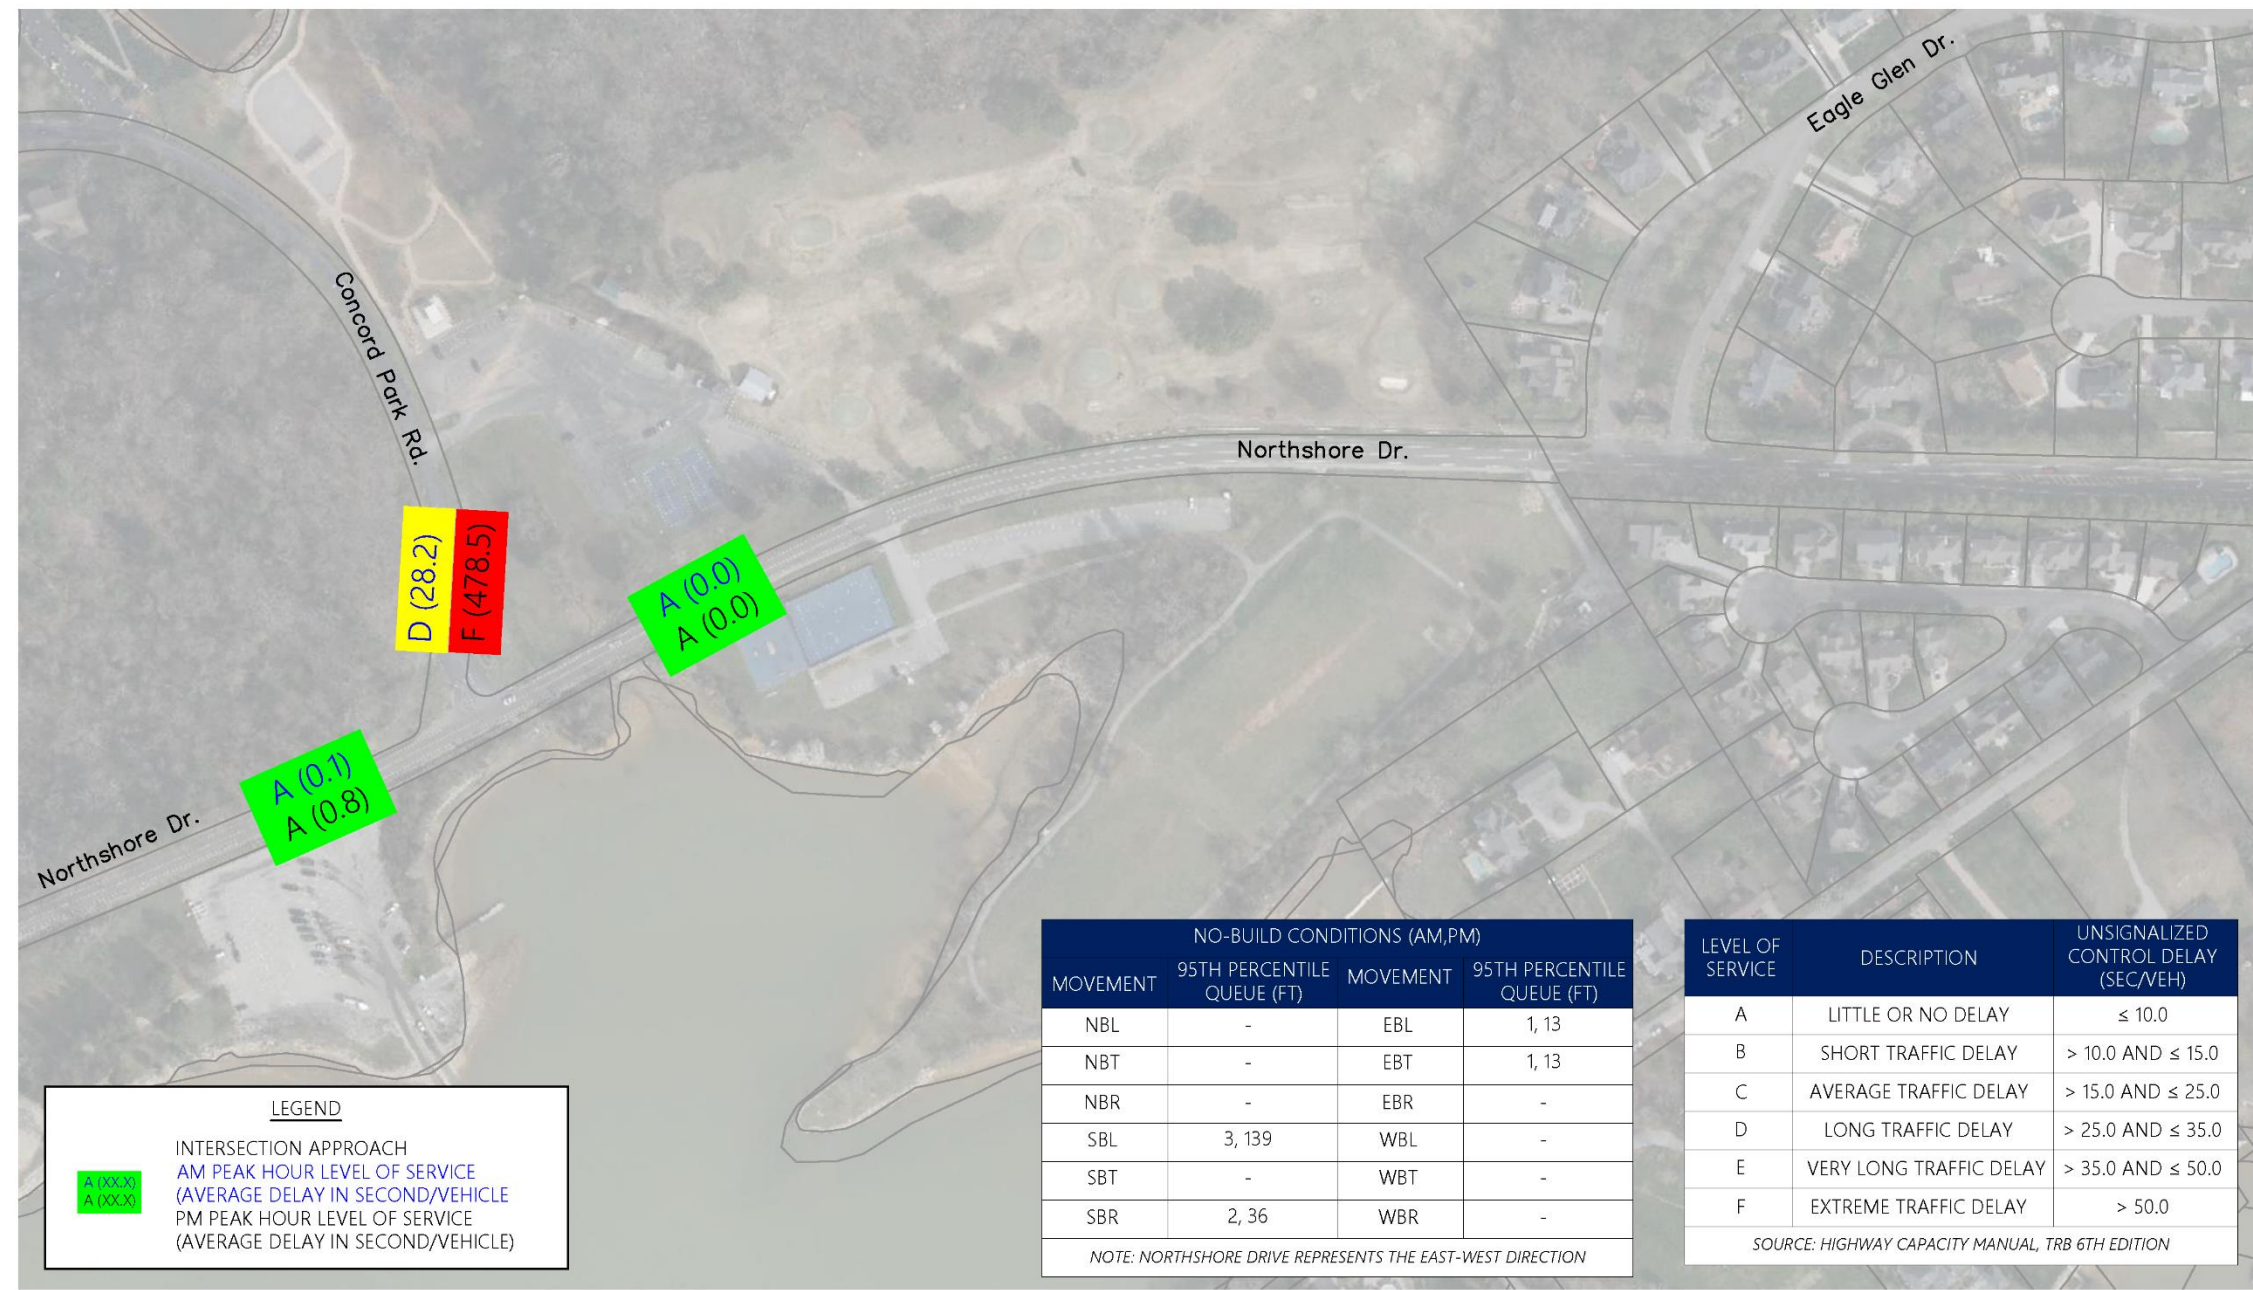 Eagle Glen Dr.
Concord Park Rd.
Northshore Dr.
D (28.2)
F (478.5)
A (0.0)
A (0.0)
A (0.1)
A (0.8)
Northshore Dr.
LEGEND
A (XX.X)
A (XX.X)
INTERSECTION APPROACH
AM PEAK HOUR LEVEL OF SERVICE
(AVERAGE DELAY IN SECOND/VEHICLE
PM PEAK HOUR LEVEL OF SERVICE
(AVERAGE DELAY IN SECOND/VEHICLE)
NO-BUILD CONDITIONS (AM,PM)
MOVEMENT 95TH PERCENTILE QUEUE (FT) MOVEMENT 95TH PERCENTILE QUEUE (FT)
NBL - EBL 1, 13
NBT - EBT 1, 13
NBR - EBR -
SBL 3, 139 WBL -
SBT - WBT -
SBR 2, 36 WBR -
NOTE: NORTHSHORE DRIVE REPRESENTS THE EAST-WEST DIRECTION
LEVEL OF SERVICE DESCRIPTION UNSIGNALIZED CONTROL DELAY (SEC/VEH)
A LITTLE OR NO DELAY ≤ 10.0
B SHORT TRAFFIC DELAY > 10.0 AND ≤ 15.0
C AVERAGE TRAFFIC DELAY > 15.0 AND ≤ 25.0
D LONG TRAFFIC DELAY > 25.0 AND ≤ 35.0
E VERY LONG TRAFFIC DELAY > 35.0 AND ≤ 50.0
F EXTREME TRAFFIC DELAY > 50.0
SOURCE: HIGHWAY CAPACITY MANUAL, TRB 6TH EDITION